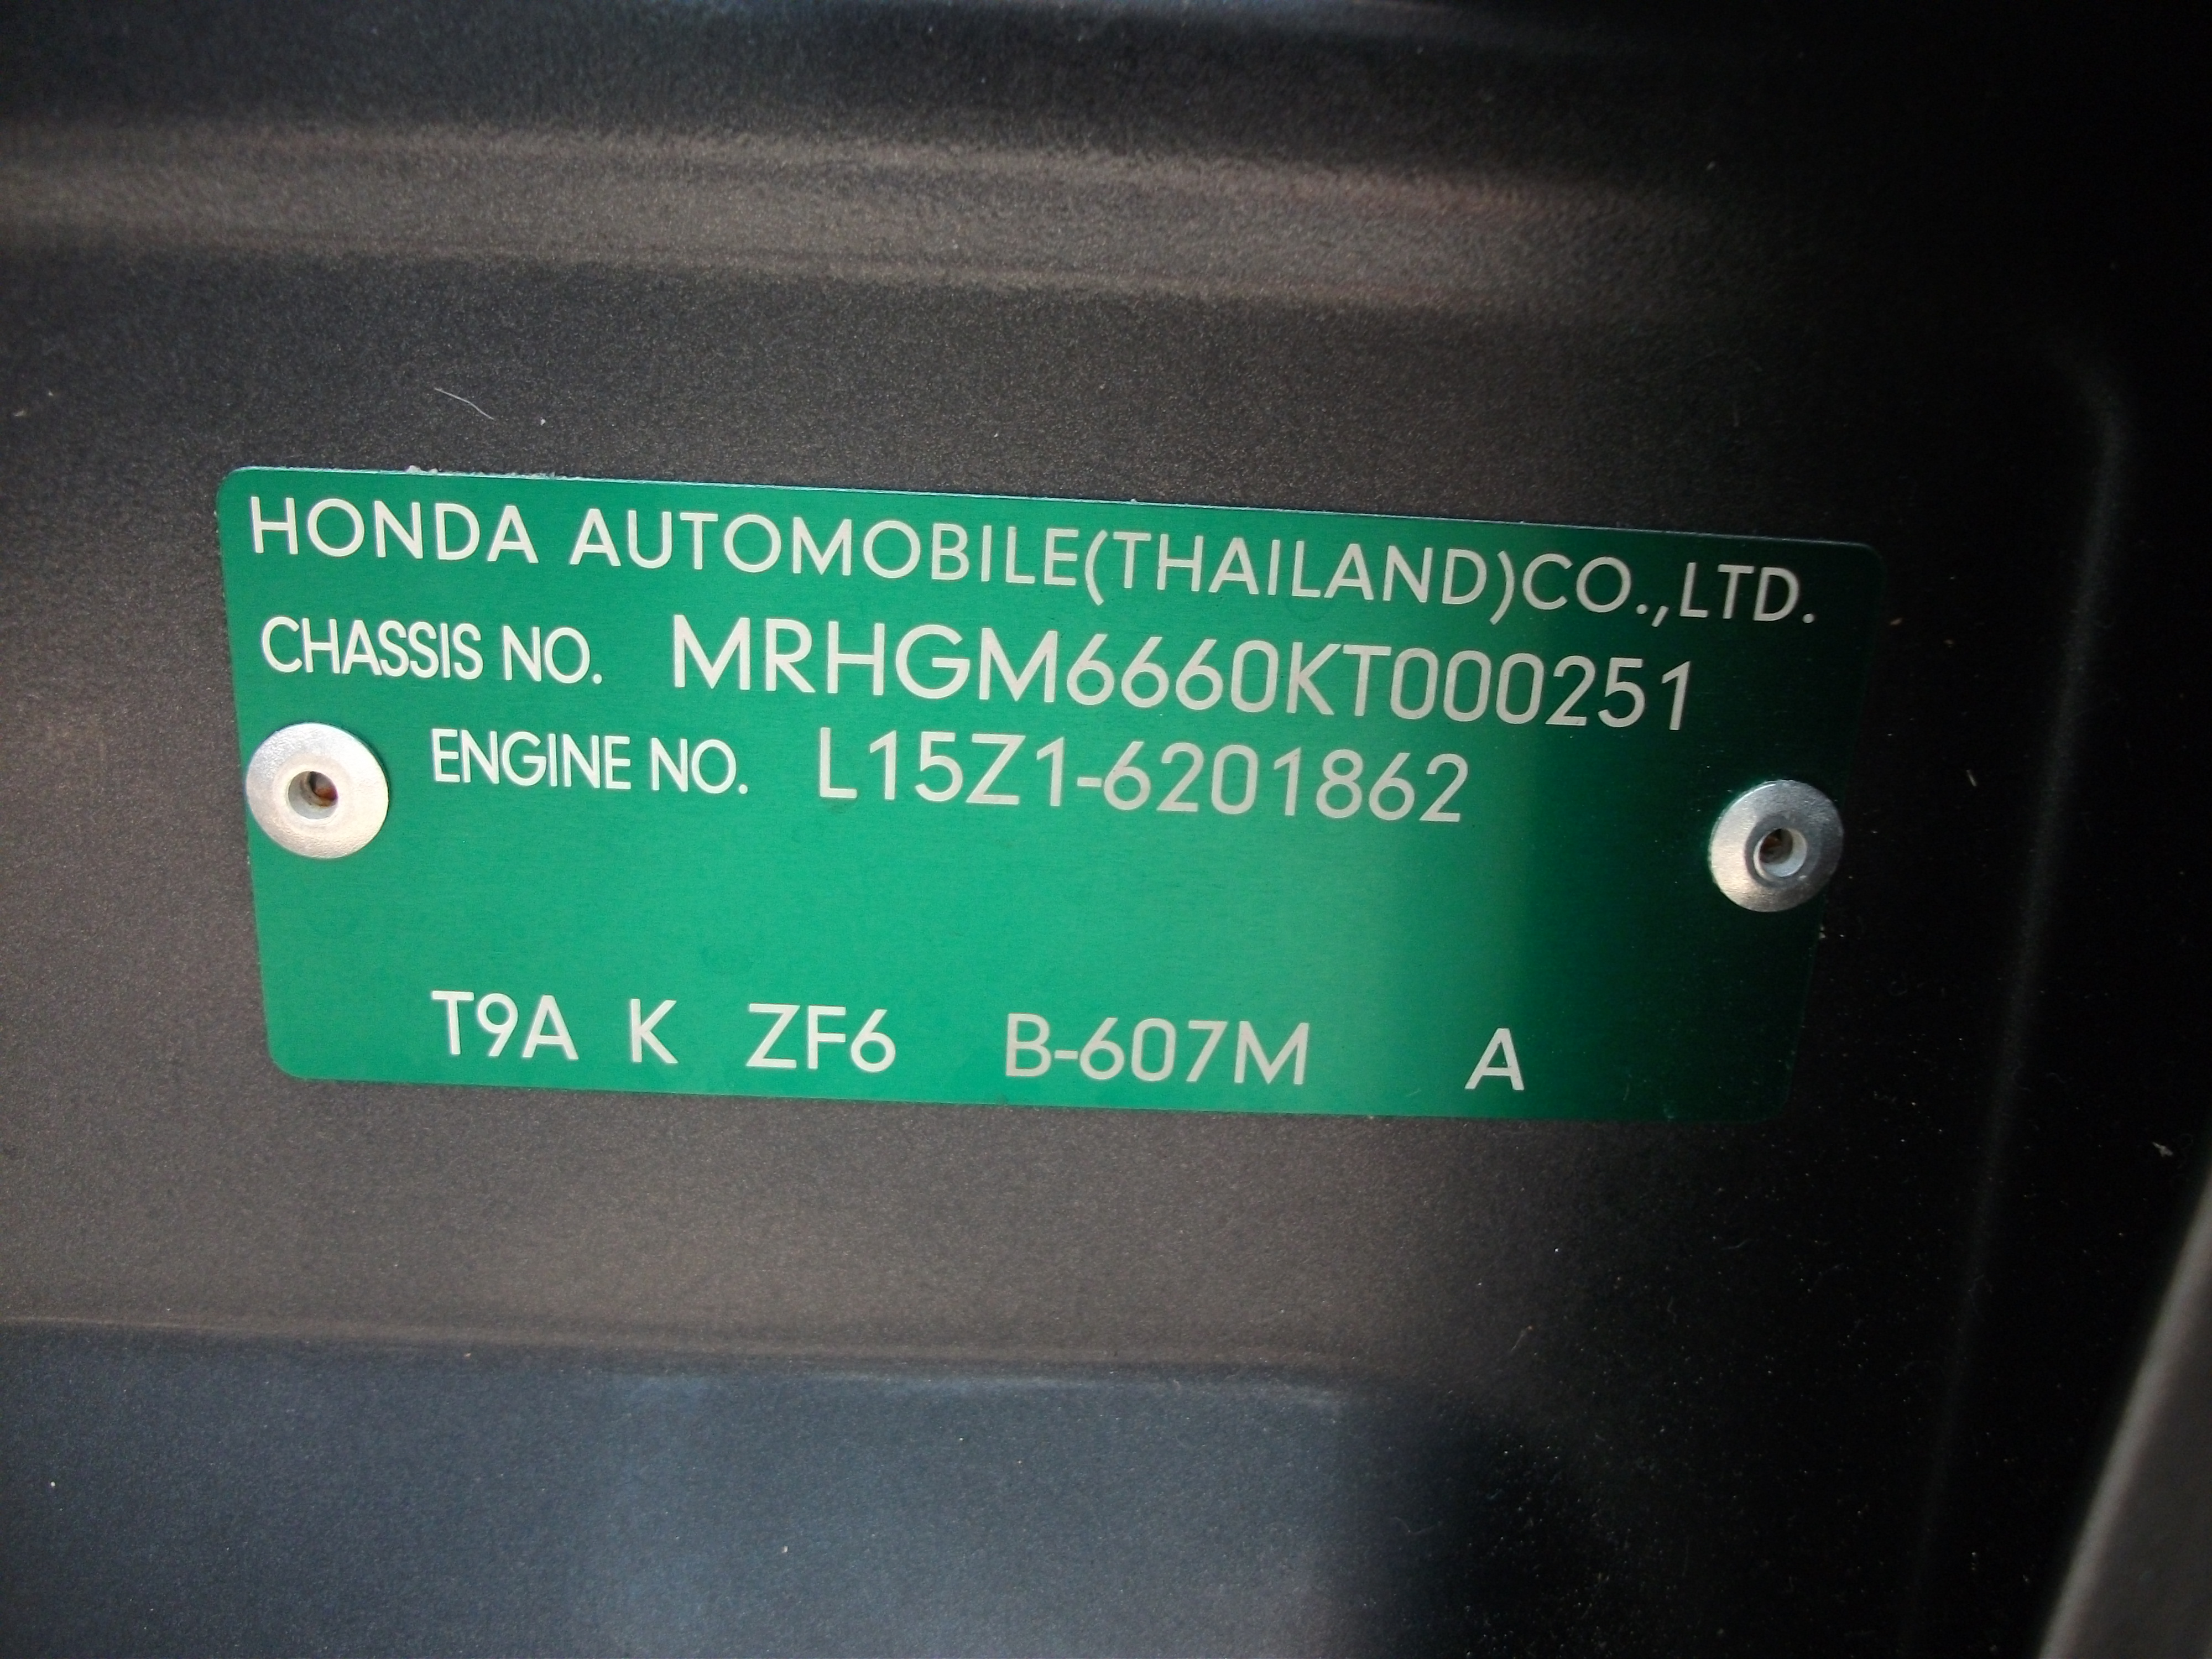 HONDA AUTOMOBILE(THAILAND)CO.,LTD.
CHASSIS NO. MRHGM6660KT000251
ENGINE NO. L15Z1-6201862
T9A K ZF6 B-607M A